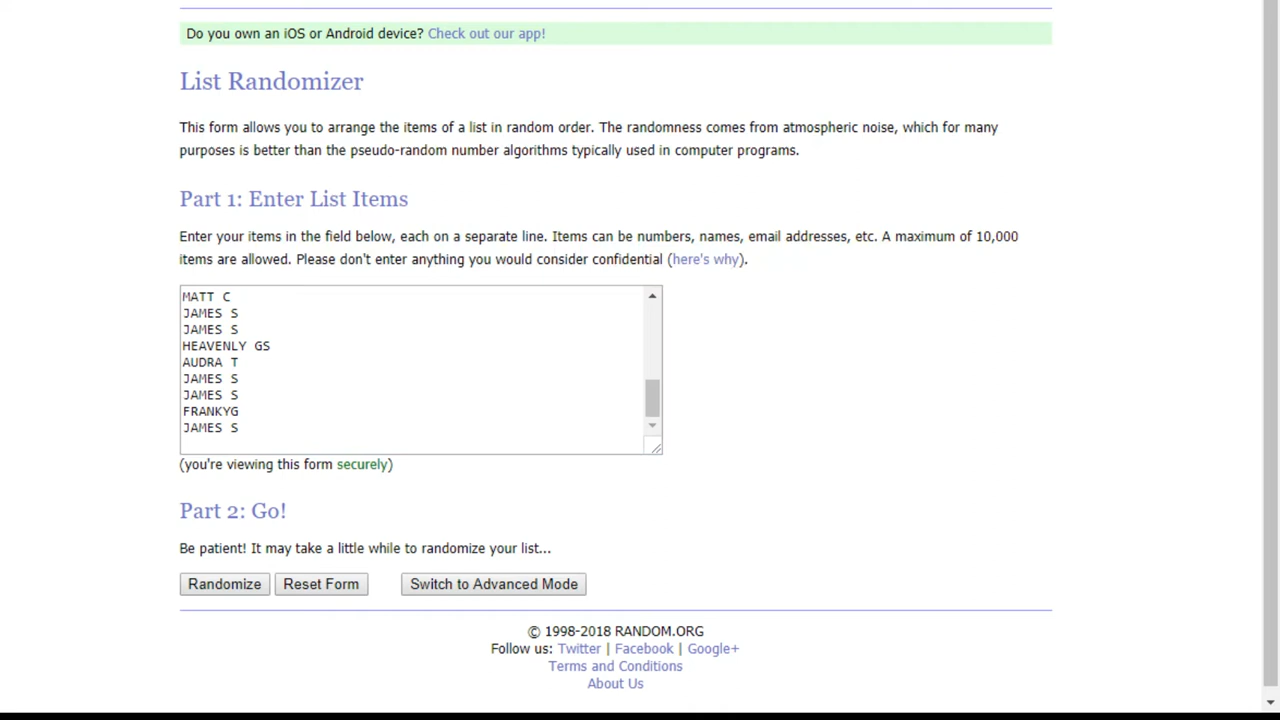 Do you own an iOS or Android device? Check out our app!
List Randomizer
This form allows you to arrange the items of a list in random order. The randomness comes from atmospheric noise, which for many
purposes is better than the pseudo-random number algorithms typically used in computer programs.
Part 1: Enter List Items
Enter your items in the field below, each on a separate line. Items can be numbers, names, email addresses, etc. A maximum of 10,000
items are allowed. Please don't enter anything you would consider confidential (here's why).
MATT C
JAMES S
JAMES S
HEAVENLY GS
AUDRA T
JAMES S
JAMES S
FRANKYG
JAMES S
(you're viewing this form securely)
Part 2: Go!
Be patient! It may take a little while to randomize your list...
Randomize Reset Form Switch to Advanced Mode
© 1998-2018 RANDOM.ORG
Follow us: Twitter | Facebook | Google+
Terms and Conditions
About Us